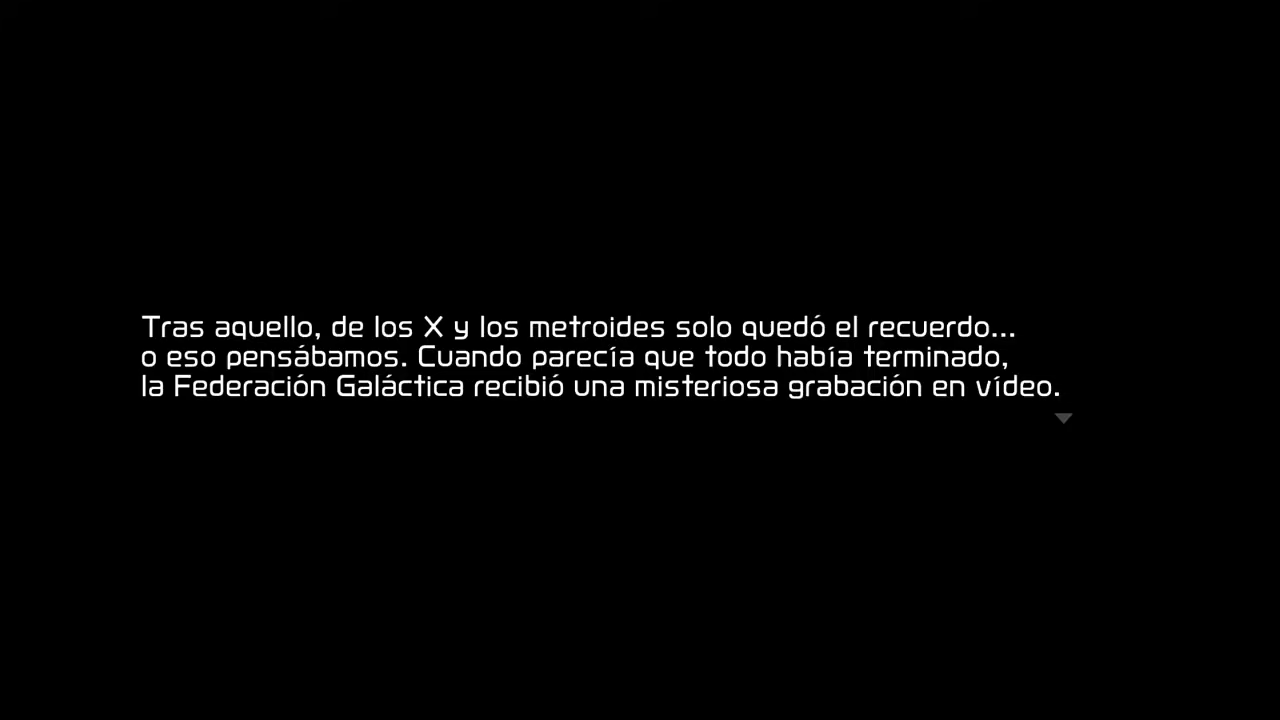 Tras aquello, de los X y los metroides solo quedó el recuerdo...
o eso pensábamos. Cuando parecía que todo había terminado,
la Federación Galáctica recibió una misteriosa grabación en vídeo.